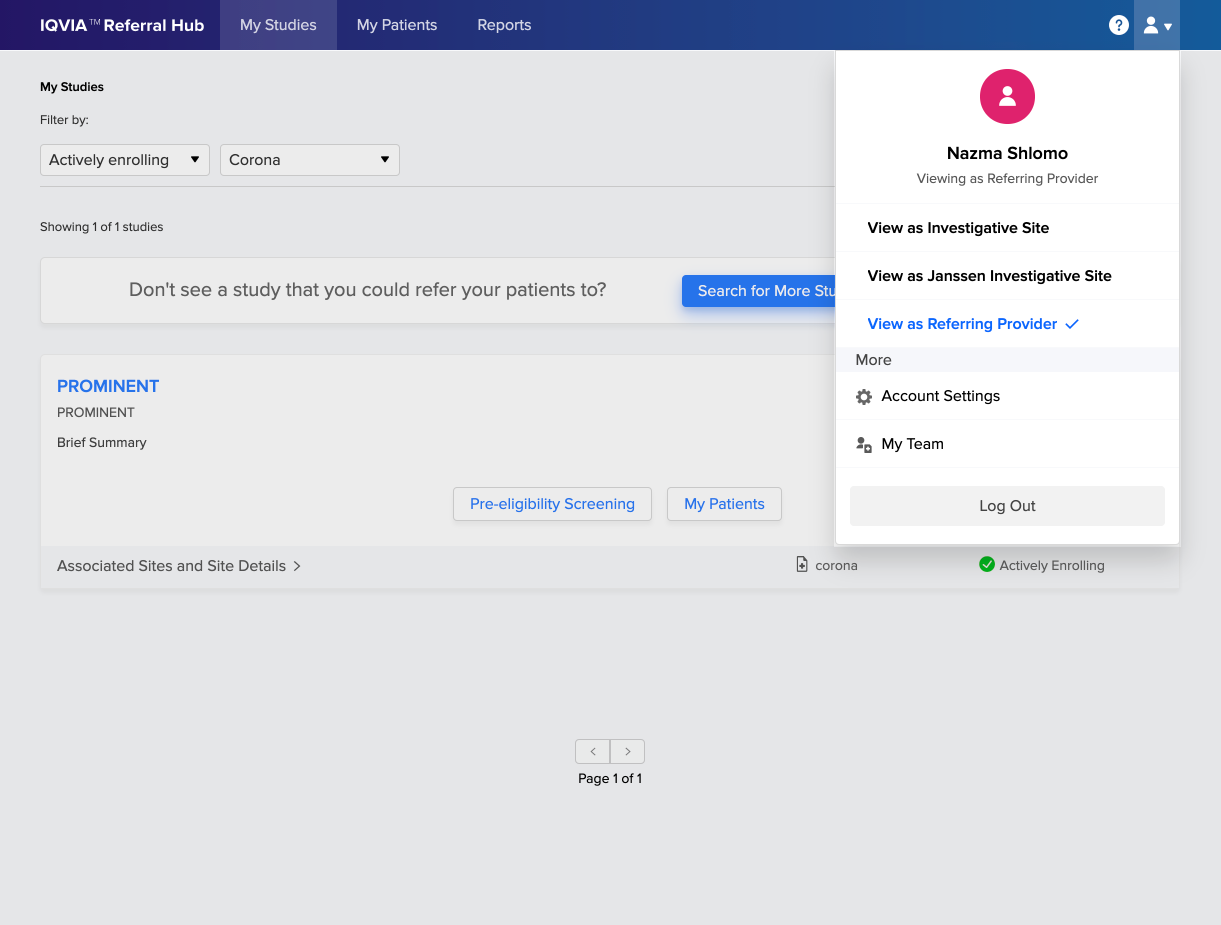 IQVIA™ Referral Hub
My Studies
My Patients
Reports
?
My Studies
Filter by:
Actively enrolling
Corona
Showing 1 of 1 studies
Don't see a study that you could refer your patients to?
Search for More Stu
PROMINENT
PROMINENT
Brief Summary
Pre-eligibility Screening
My Patients
Associated Sites and Site Details >
corona
Actively Enrolling
< >
Page 1 of 1
Nazma Shlomo
Viewing as Referring Provider
View as Investigative Site
View as Janssen Investigative Site
View as Referring Provider ✓
More
Account Settings
My Team
Log Out